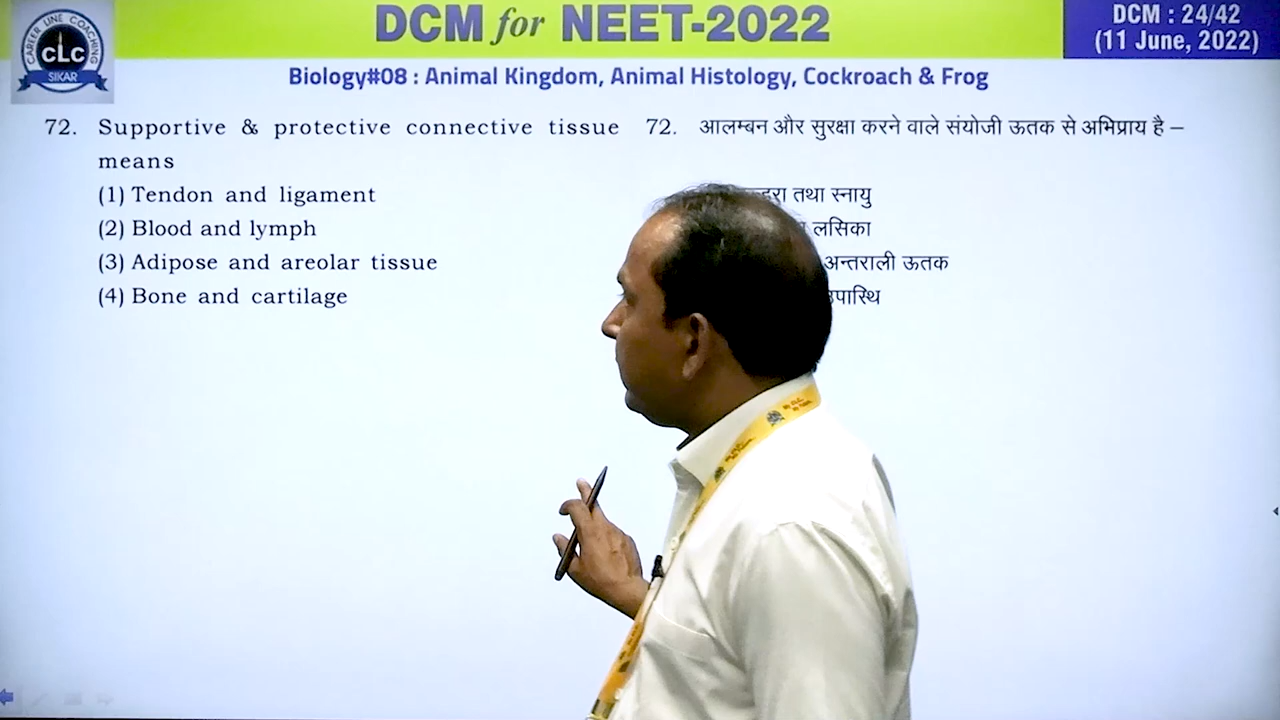 CAREER LINE COACHING
CLC
SIKAR
DCM for NEET-2022
DCM : 24/42
(11 June, 2022)
Biology#08 : Animal Kingdom, Animal Histology, Cockroach & Frog
72. Supportive & protective connective tissue
means
(1) Tendon and ligament
(2) Blood and lymph
(3) Adipose and areolar tissue
(4) Bone and cartilage
72. आलम्बन और सुरक्षा करने वाले संयोजी ऊतक से अभिप्राय है –
तथा स्नायु
लसिका
अन्तराली ऊतक